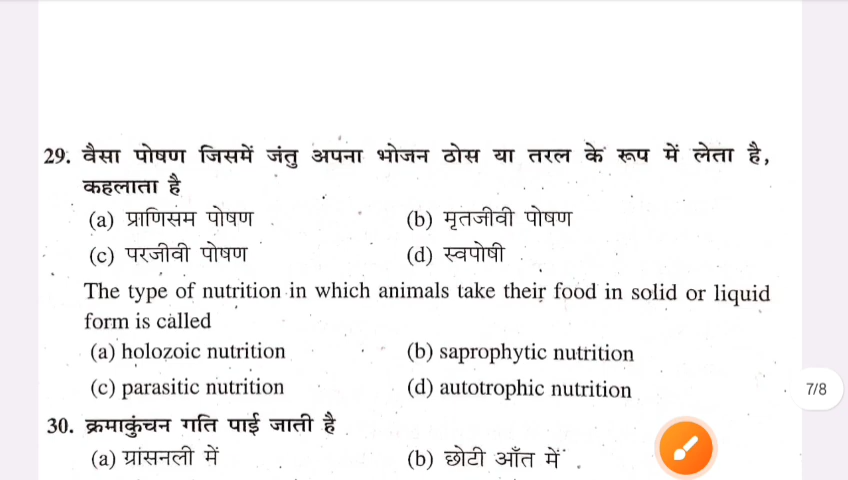 29. वैसा पोषण जिसमें जंतु अपना भोजन ठोस या तरल के रूप में लेता है,
कहलाता है
(a) प्राणिसम पोषण (b) मृतजीवी पोषण
(c) परजीवी पोषण (d) स्वपोषी
The type of nutrition in which animals take their food in solid or liquid
form is called
(a) holozoic nutrition (b) saprophytic nutrition
(c) parasitic nutrition (d) autotrophic nutrition
7/8
30. क्रमाकुंचन गति पाई जाती है
(a) ग्रांसनली में (b) छोटी आँत में